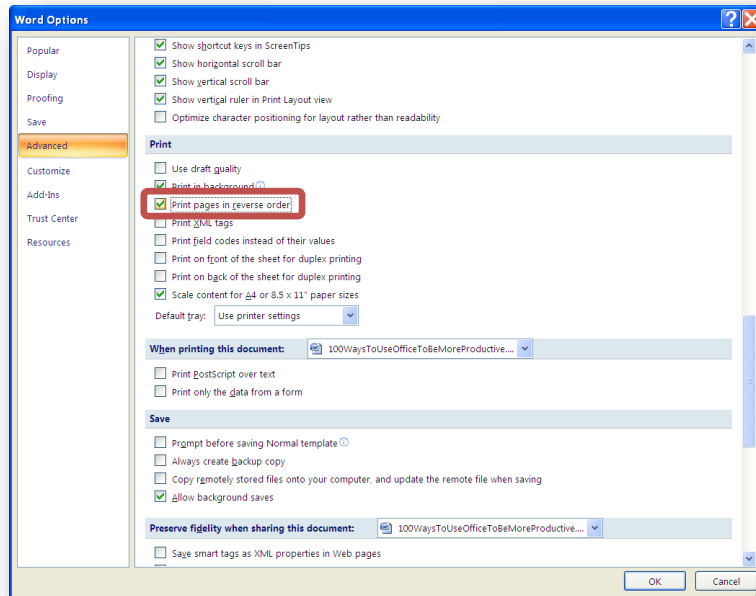 Word Options
Popular
Display
Proofing
Save
Advanced
Customize
Add-Ins
Trust Center
Resources
Show shortcut keys in ScreenTips
Show horizontal scroll bar
Show vertical scroll bar
Show vertical ruler in Print Layout view
Optimize character positioning for layout rather than readability
Print
Use draft quality
Print in background
Print pages in reverse order
Print XML tags
Print field codes instead of their values
Print on front of the sheet for duplex printing
Print on back of the sheet for duplex printing
Scale content for A4 or 8.5 x 11" paper sizes
Default tray: Use printer settings
When printing this document: 100WaysToUseOfficeToBeMoreProductive....
Print PostScript over text
Print only the data from a form
Save
Prompt before saving Normal template
Always create backup copy
Copy remotely stored files onto your computer, and update the remote file when saving
Allow background saves
Preserve fidelity when sharing this document: 100WaysToUseOfficeToBeMoreProductive....
Save smart tags as XML properties in Web pages
OK Cancel